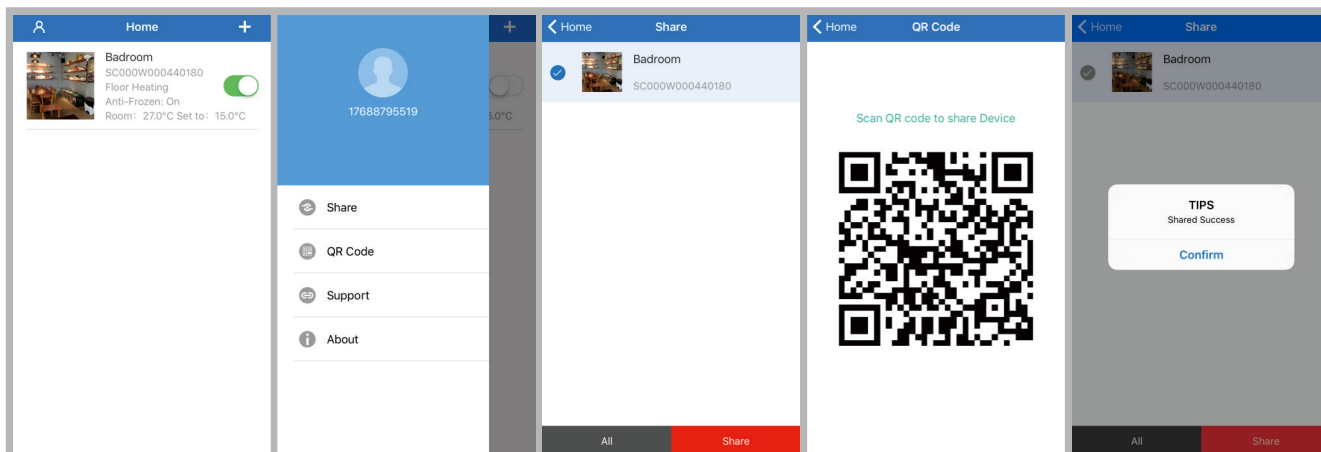 Home
+
Badroom
SC000W000440180
Floor Heating
Anti-Frozen: On
Room: 27.0°C Set to: 15.0°C
+
17688795519
5.0°C
Share
QR Code
Support
About
Home
Share
Badroom
SC000W000440180
All
Share
Home
QR Code
Scan QR code to share Device
Home
Share
Badroom
SC000W000440180
TIPS
Shared Success
Confirm
All
Share